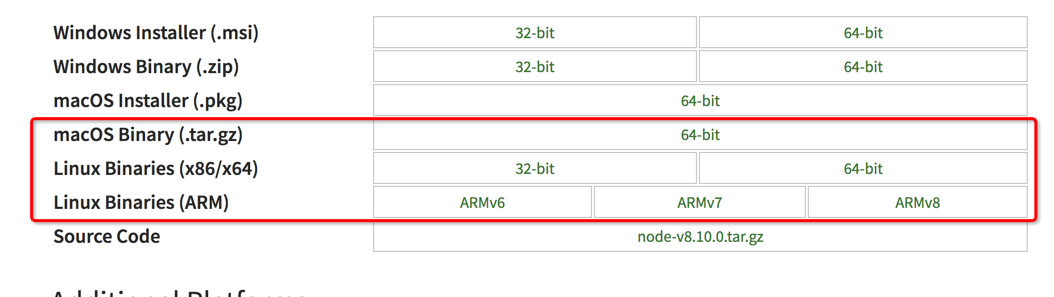 Windows Installer (.msi) 32-bit 64-bit
Windows Binary (.zip) 32-bit 64-bit
macOS Installer (.pkg) 64-bit
macOS Binary (.tar.gz) 64-bit
Linux Binaries (x86/x64) 32-bit 64-bit
Linux Binaries (ARM) ARMv6 ARMv7 ARMv8
Source Code node-v8.10.0.tar.gz
Additional Platforms